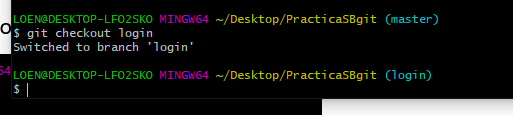 LOEN@DESKTOP-LFO2SKO MINGW64 ~/Desktop/PracticaSBgit (master)
$ git checkout login
Switched to branch 'login'
LOEN@DESKTOP-LFO2SKO MINGW64 ~/Desktop/PracticaSBgit (login)
$